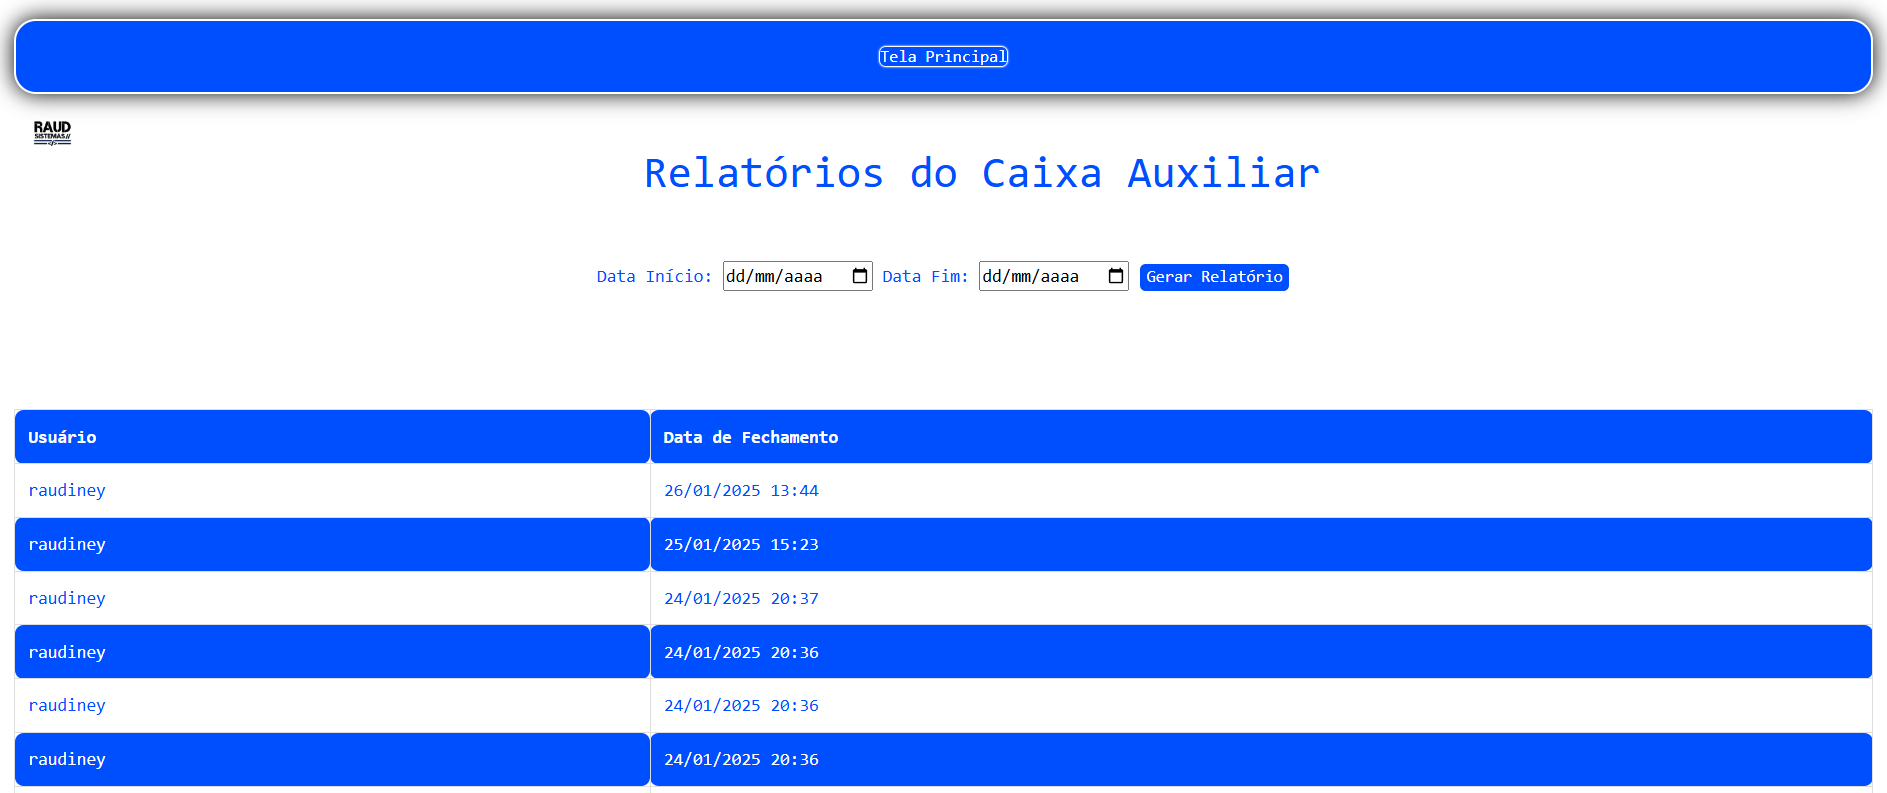 Tela Principal
RAUD
SISTEMAS//
</>
Relatórios do Caixa Auxiliar
Data Início: dd/mm/aaaa Data Fim: dd/mm/aaaa Gerar Relatório
Usuário Data de Fechamento
raudiney 26/01/2025 13:44
raudiney 25/01/2025 15:23
raudiney 24/01/2025 20:37
raudiney 24/01/2025 20:36
raudiney 24/01/2025 20:36
raudiney 24/01/2025 20:36